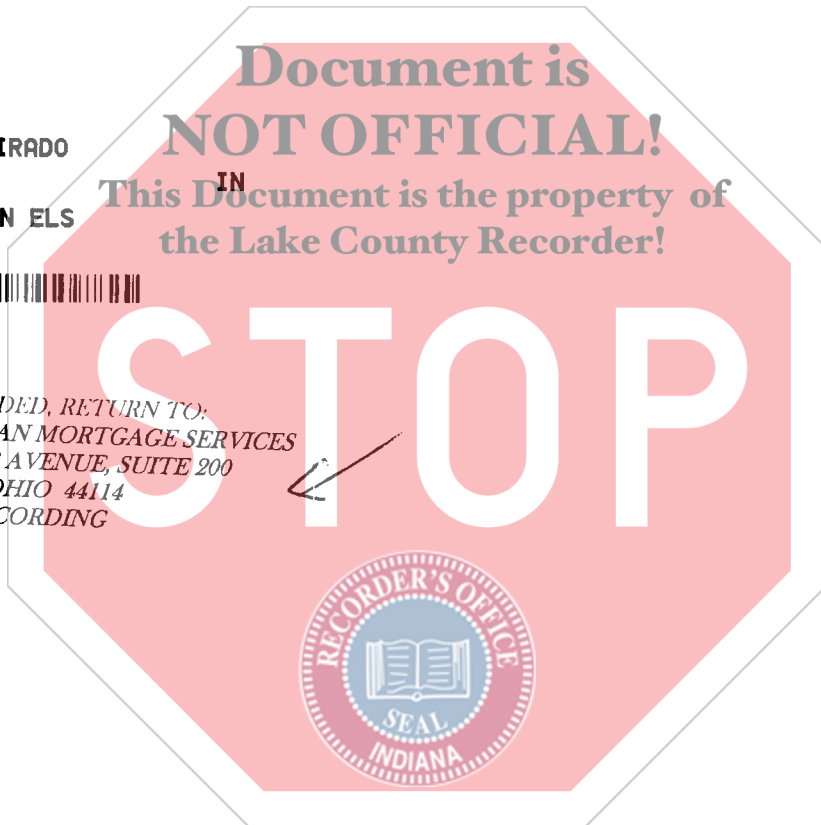 Document is
NOT OFFICIAL!
IRADO
IN
This Document is the property of
N ELS
the Lake County Recorder!
STOP
DED, RETURN TO:
AN MORTGAGE SERVICES
AVENUE, SUITE 200
OHIO 44114
CORDING
RECORDER'S OFFICE
SEAL
INDIANA